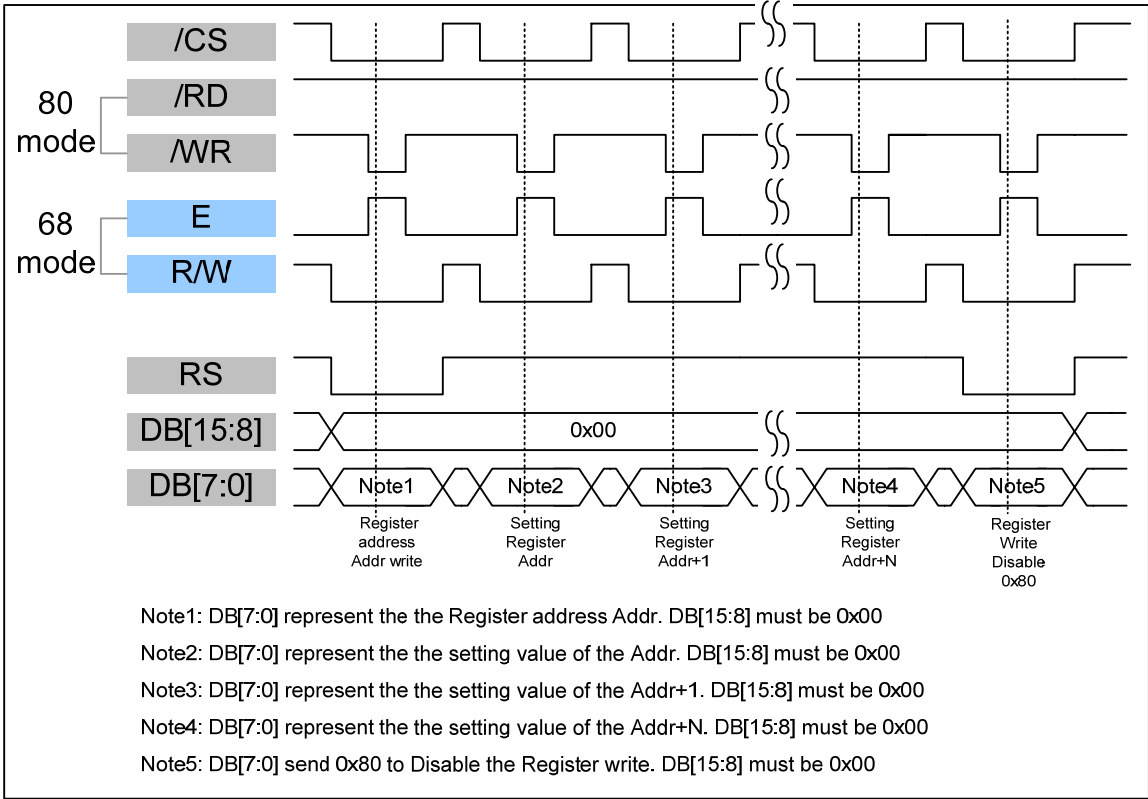 /CS
80
mode
/RD
/WR
68
mode
E
R/W
RS
DB[15:8]
0x00
DB[7:0]
Note1
Note2
Note3
Note4
Note5
Register
address
Addr write
Setting
Register
Addr
Setting
Register
Addr+1
Setting
Register
Addr+N
Register
Write
Disable
0x80
Note1: DB[7:0] represent the the Register address Addr. DB[15:8] must be 0x00
Note2: DB[7:0] represent the the setting value of the Addr. DB[15:8] must be 0x00
Note3: DB[7:0] represent the the setting value of the Addr+1. DB[15:8] must be 0x00
Note4: DB[7:0] represent the the setting value of the Addr+N. DB[15:8] must be 0x00
Note5: DB[7:0] send 0x80 to Disable the Register write. DB[15:8] must be 0x00